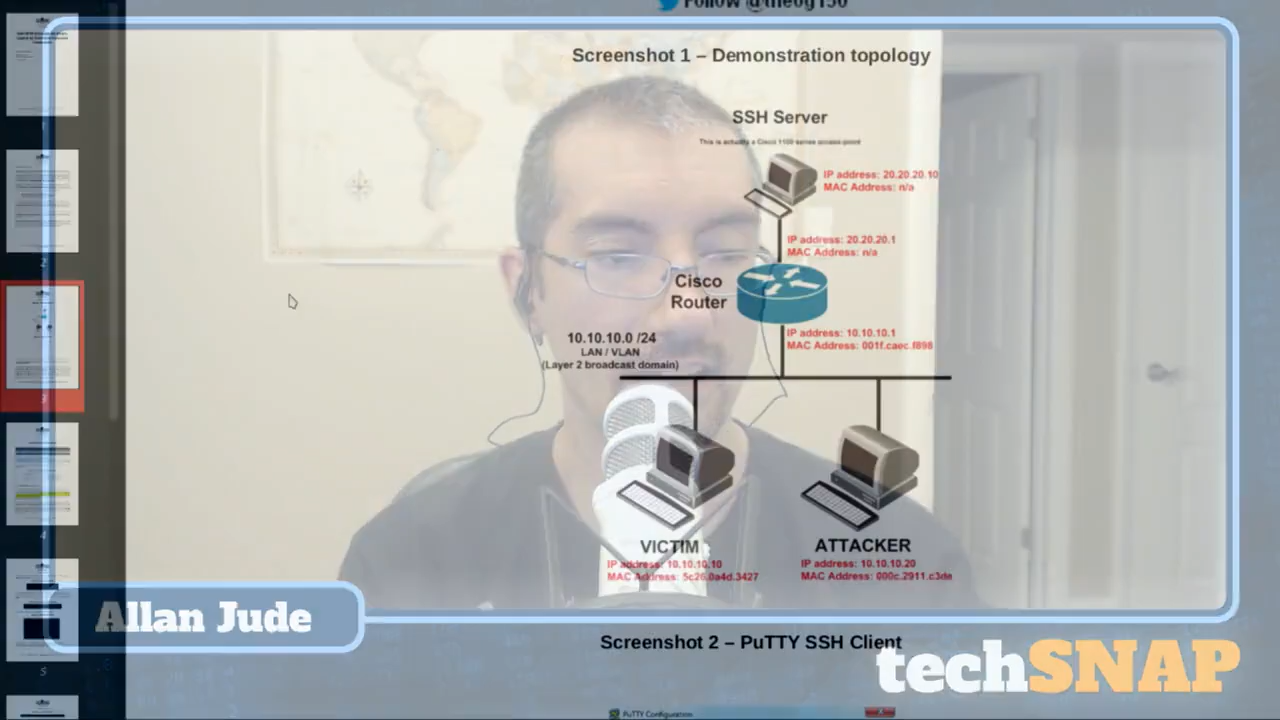 Follow @theog150
Screenshot 1 – Demonstration topology
SSH Server
This is actually a Cisco 1100 series access-point
IP address: 20.20.20.10
MAC Address: n/a
IP address: 20.20.20.1
MAC Address: n/a
Cisco
Router
IP address: 10.10.10.1
MAC Address: 001f.caec.f898
10.10.10.0 /24
LAN / VLAN
(Layer 2 broadcast domain)
VICTIM
IP address: 10.10.10.10
MAC Address: 5c26.0a4d.3427
ATTACKER
IP address: 10.10.10.20
MAC Address: 000c.2911.c3de
Allan Jude
Screenshot 2 – PuTTY SSH Client
techSNAP
PuTTY Configuration
2
3
4
5